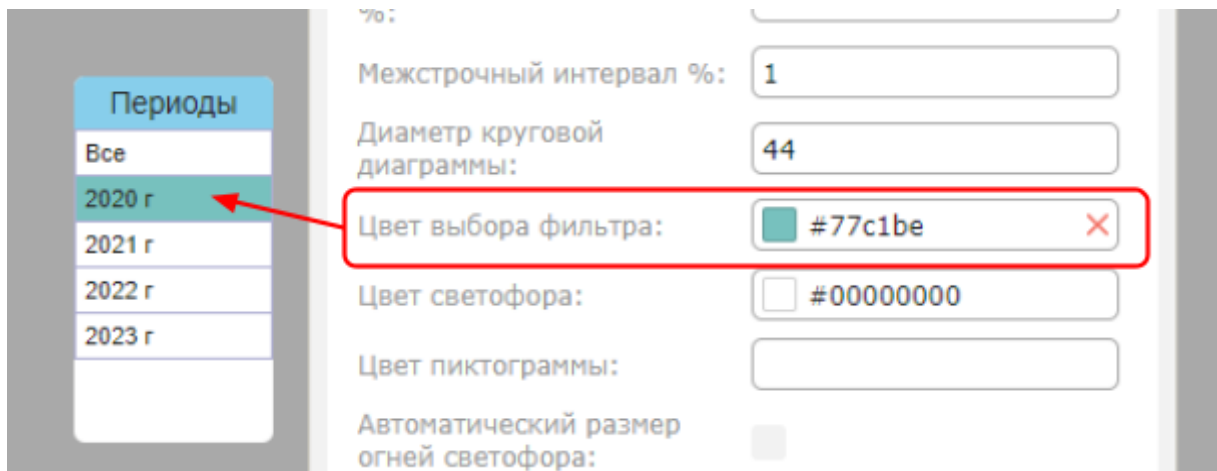 Периоды
Все
2020 г
2021 г
2022 г
2023 г
%:
Межстрочный интервал %:
1
Диаметр круговой
диаграммы:
44
Цвет выбора фильтра:
#77c1be
Цвет светофора:
#00000000
Цвет пиктограммы:
Автоматический размер
огней светофора: